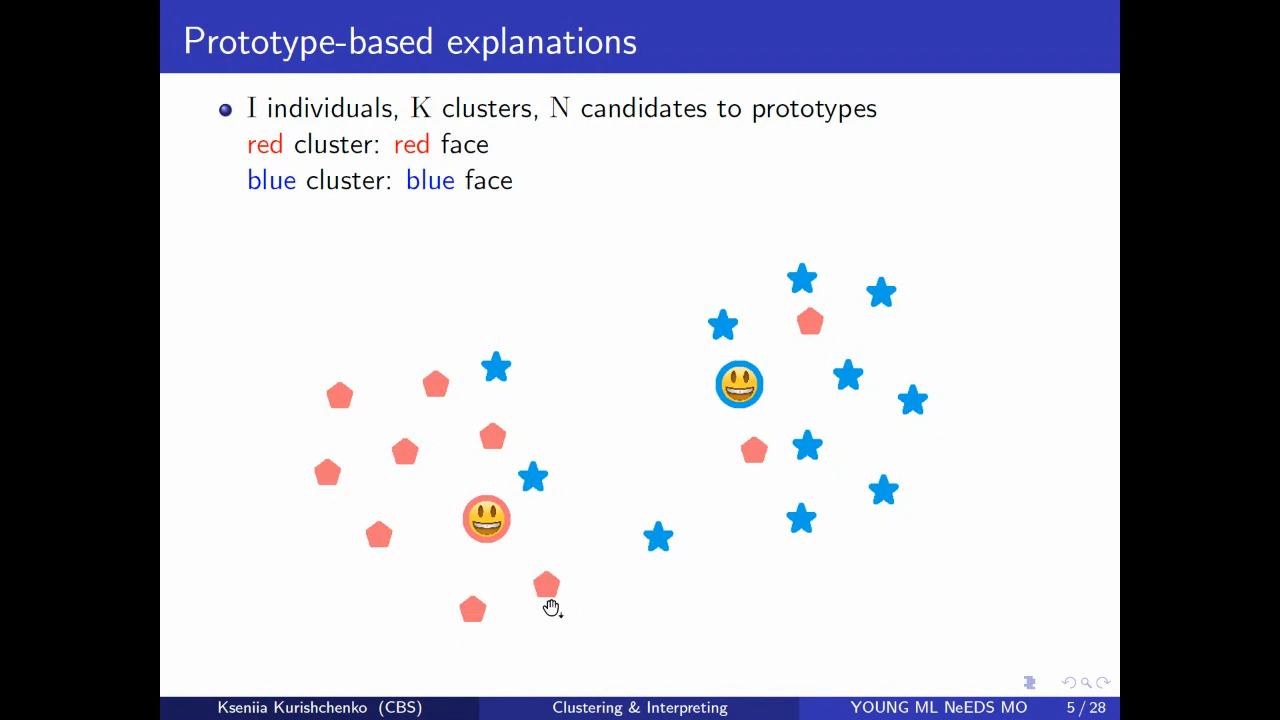 Prototype-based explanations
I individuals, K clusters, N candidates to prototypes
red cluster: red face
blue cluster: blue face
Kseniia Kurishchenko (CBS) Clustering & Interpreting YOUNG ML NeEDS MO 5 / 28